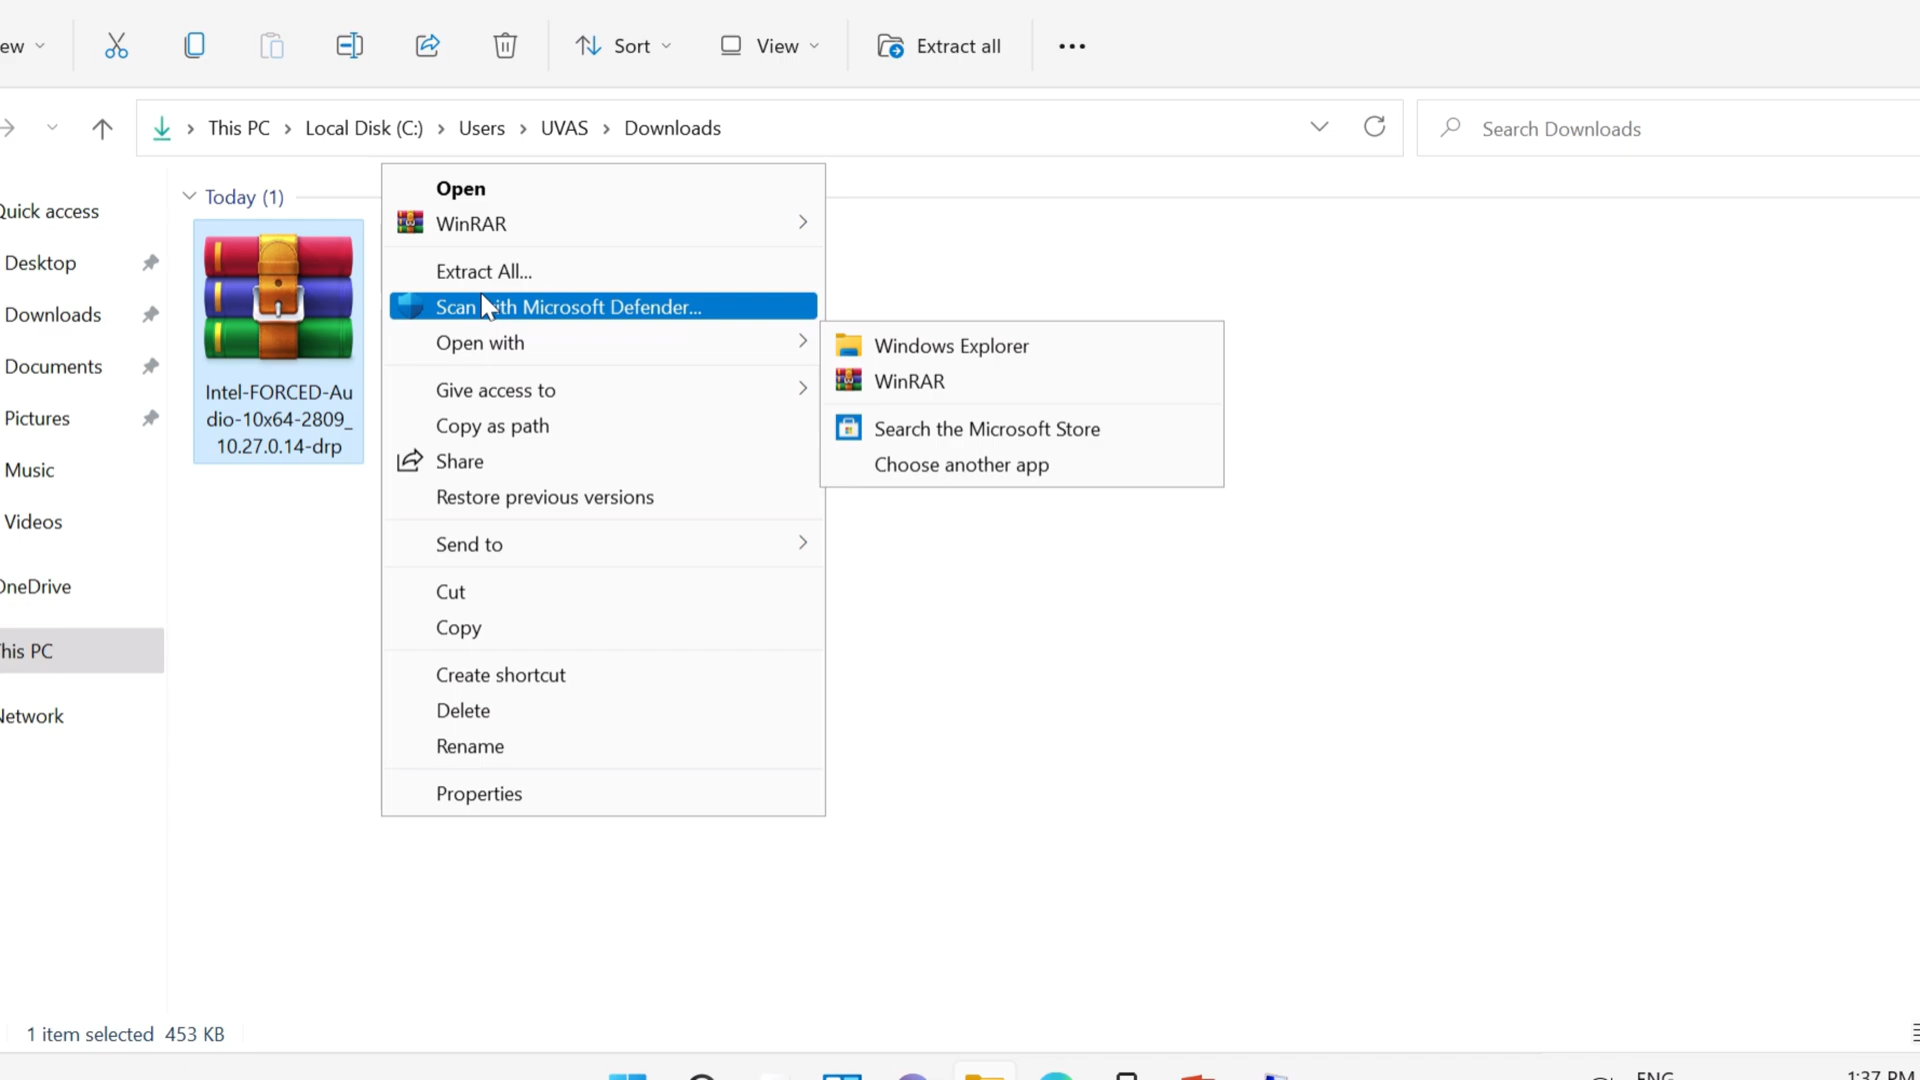 ew
Sort
View
Extract all
This PC > Local Disk (C:) > Users > UVAS > Downloads
Search Downloads
Quick access
Desktop
Downloads
Documents
Pictures
Music
Videos
OneDrive
This PC
Network
Today (1)
Intel-FORCED-Au
dio-10x64-2809_
10.27.0.14-drp
Open
WinRAR
Extract All...
Scan with Microsoft Defender...
Open with
Give access to
Copy as path
Share
Restore previous versions
Send to
Cut
Copy
Create shortcut
Delete
Rename
Properties
Windows Explorer
WinRAR
Search the Microsoft Store
Choose another app
1 item selected 453 KB
ENG
1:37 PM